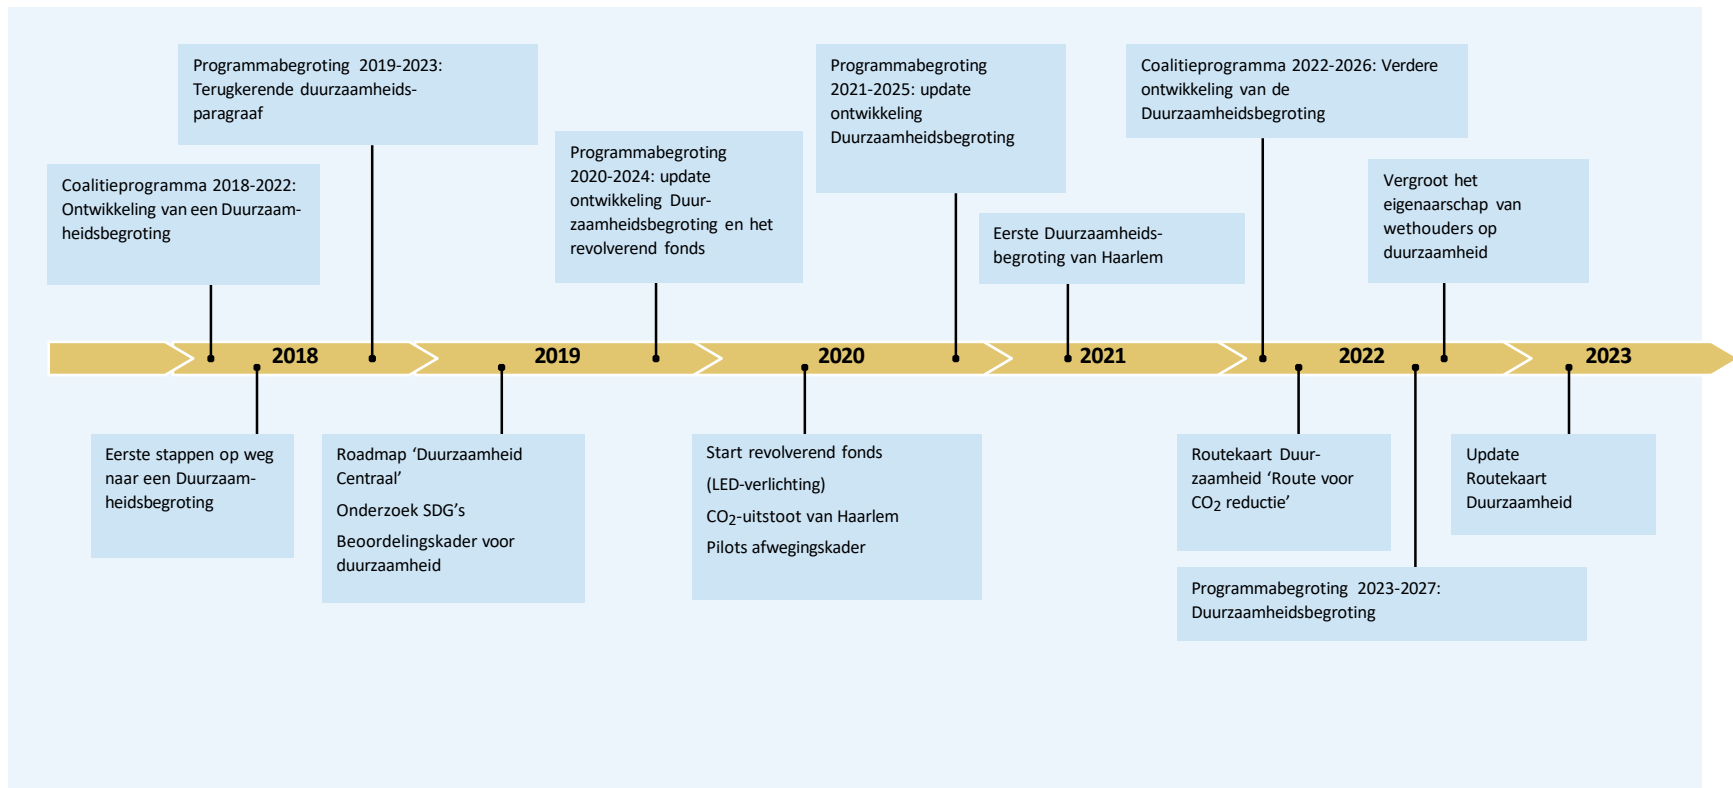 Programmabegroting 2019-2023:
Terugkerende duurzaamheids-
paragraaf
Programmabegroting
2021-2025: update
ontwikkeling
Duurzaamheidsbegroting
Coalitieprogramma 2022-2026: Verdere
ontwikkeling van de
Duurzaamheidsbegroting
Coalitieprogramma 2018-2022:
Ontwikkeling van een Duurzaam-
heidsbegroting
Programmabegroting
2020-2024: update
ontwikkeling Duur-
zaamheidsbegroting en het
revolverend fonds
Eerste Duurzaamheids-
begroting van Haarlem
Vergroot het
eigenaarschap van
wethouders op
duurzaamheid
2018
2019
2020
2021
2022
2023
Eerste stappen op weg
naar een Duurzaam-
heidsbegroting
Roadmap ‘Duurzaamheid
Centraal’
Onderzoek SDG’s
Beoordelingskader voor
duurzaamheid
Start revolverend fonds
(LED-verlichting)
CO2-uitstoot van Haarlem
Pilots afwegingskader
Routekaart Duur-
zaamheid ‘Route voor
CO2 reductie’
Update
Routekaart
Duurzaamheid
Programmabegroting 2023-2027:
Duurzaamheidsbegroting